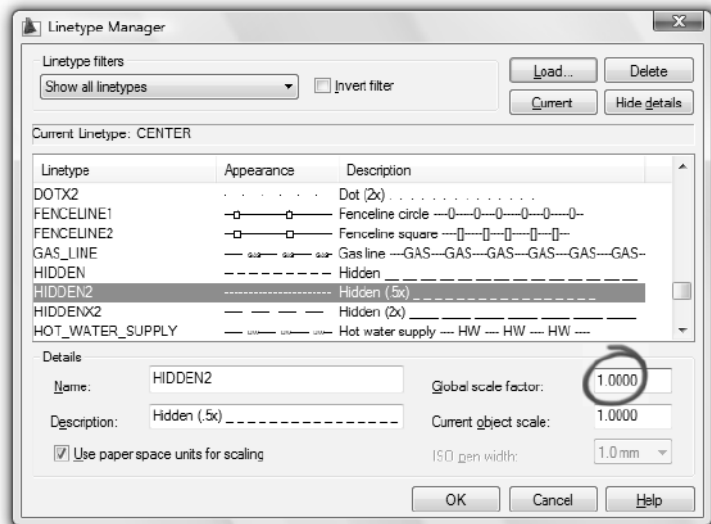 Linetype Manager
X
Linetype filters
Show all linetypes
Invert filter
Load...
Delete
Current
Hide details
Current Linetype: CENTER
Linetype Appearance Description
DOTX2 Dot (2x) . . . . . . . . . . . . . .
FENCELINE1 Fenceline circle ----0----0----0----0----0----0--
FENCELINE2 Fenceline square ----[]----[]----[]----[]----[]---
GAS_LINE GAS GAS GAS Gas line ----GAS----GAS----GAS----GAS----GAS----GAS--
HIDDEN Hidden __ __ __ __ __ __ __ __ __ __ __
HIDDEN2 Hidden (.5x) _ _ _ _ _ _ _ _ _ _ _ _ _ _ _ _
HIDDENX2 Hidden (2x) ____ ____ ____ ____ ____ ____
HOT_WATER_SUPPLY Hot water supply ---- HW ---- HW ---- HW ----
Details
Name: HIDDEN2
Global scale factor: 1.0000
Description: Hidden (.5x) _ _ _ _ _ _ _ _ _ _ _ _ _ _
Current object scale: 1.0000
Use paper space units for scaling
ISO pen width: 1.0 mm
OK
Cancel
Help